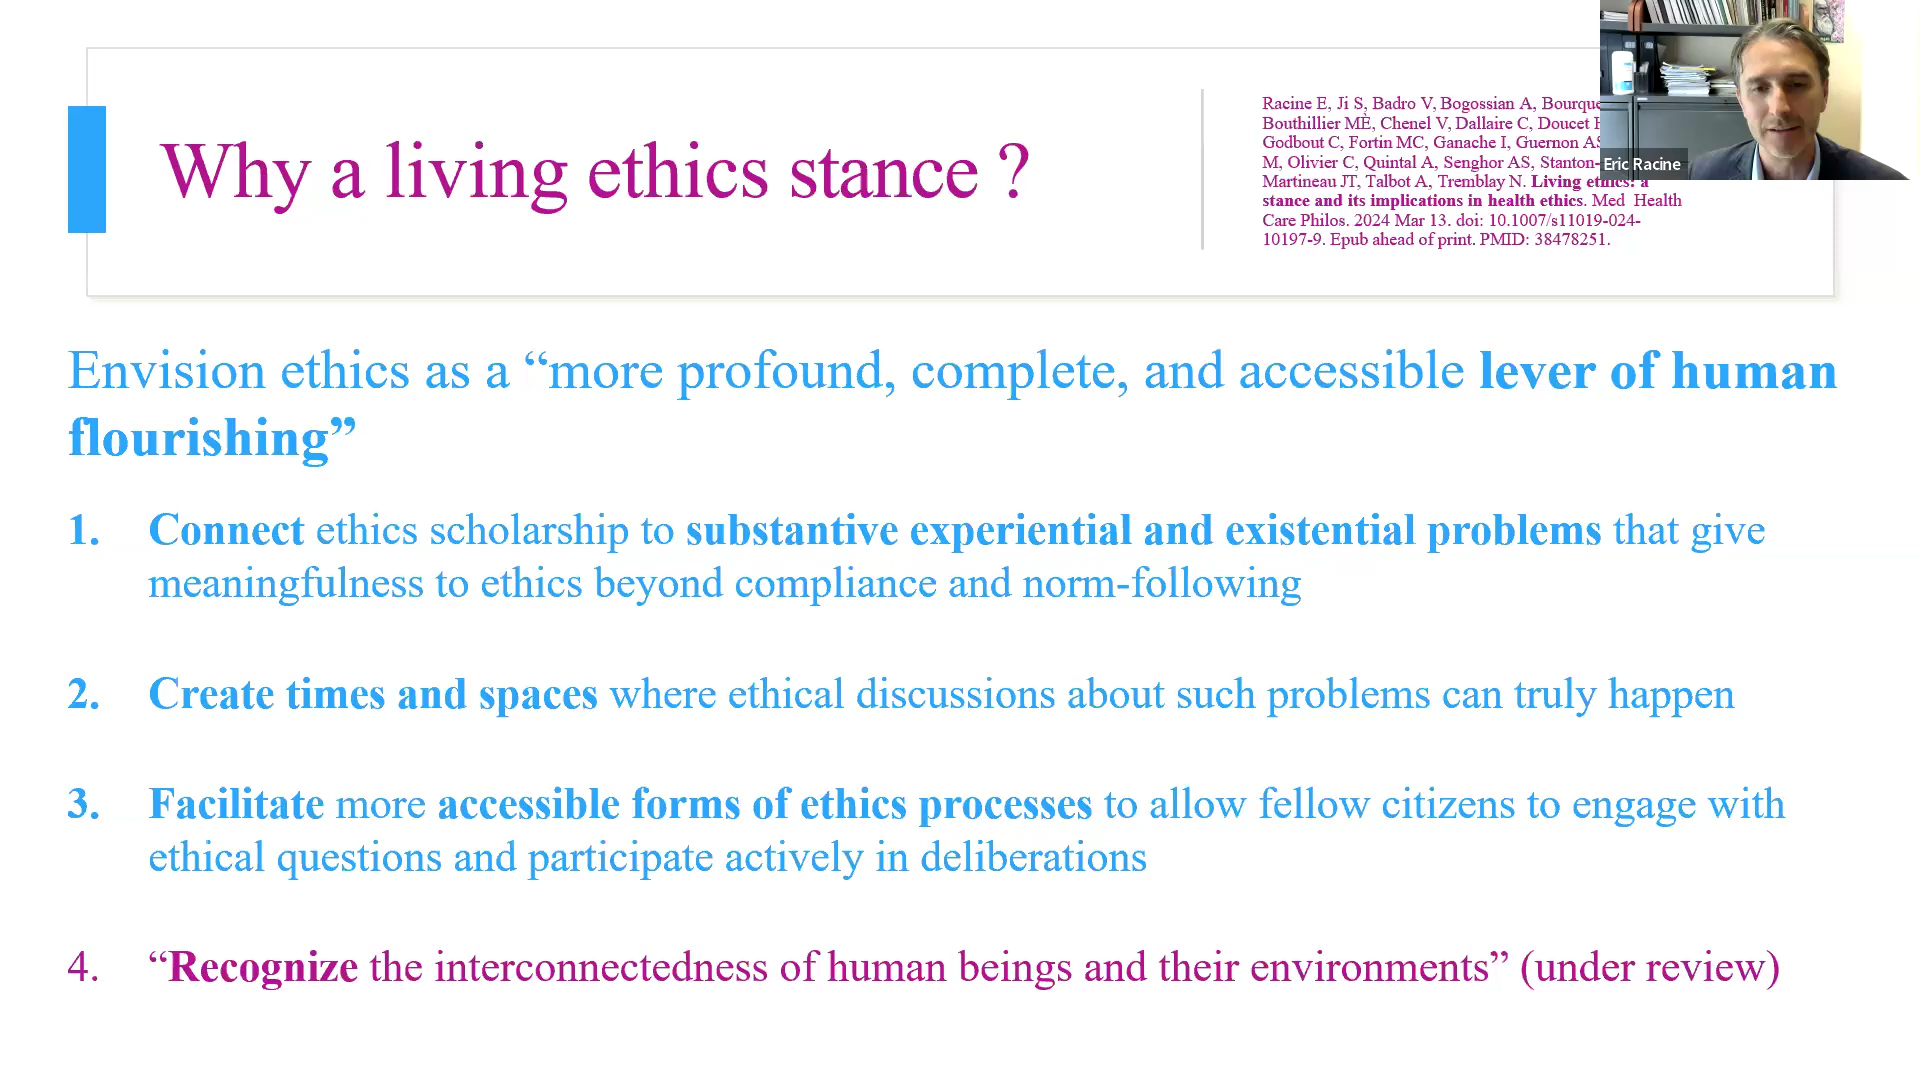 Why a living ethics stance ?
Racine E, Ji S, Badro V, Bogossian A, Bourque
Bouthillier MÈ, Chenel V, Dallaire C, Doucet
Godbout C, Fortin MC, Ganache I, Guernon
M, Olivier C, Quintal A, Senghor AS, Stanton-
Martineau JT, Talbot A, Tremblay N. Living ethics: a
stance and its implications in health ethics. Med Health
Care Philos. 2024 Mar 13. doi: 10.1007/s11019-024-
10197-9. Epub ahead of print. PMID: 38478251.
Eric Racine
Envision ethics as a “more profound, complete, and accessible lever of human
flourishing”
1. Connect ethics scholarship to substantive experiential and existential problems that give
meaningfulness to ethics beyond compliance and norm-following
2. Create times and spaces where ethical discussions about such problems can truly happen
3. Facilitate more accessible forms of ethics processes to allow fellow citizens to engage with
ethical questions and participate actively in deliberations
4. “Recognize the interconnectedness of human beings and their environments” (under review)